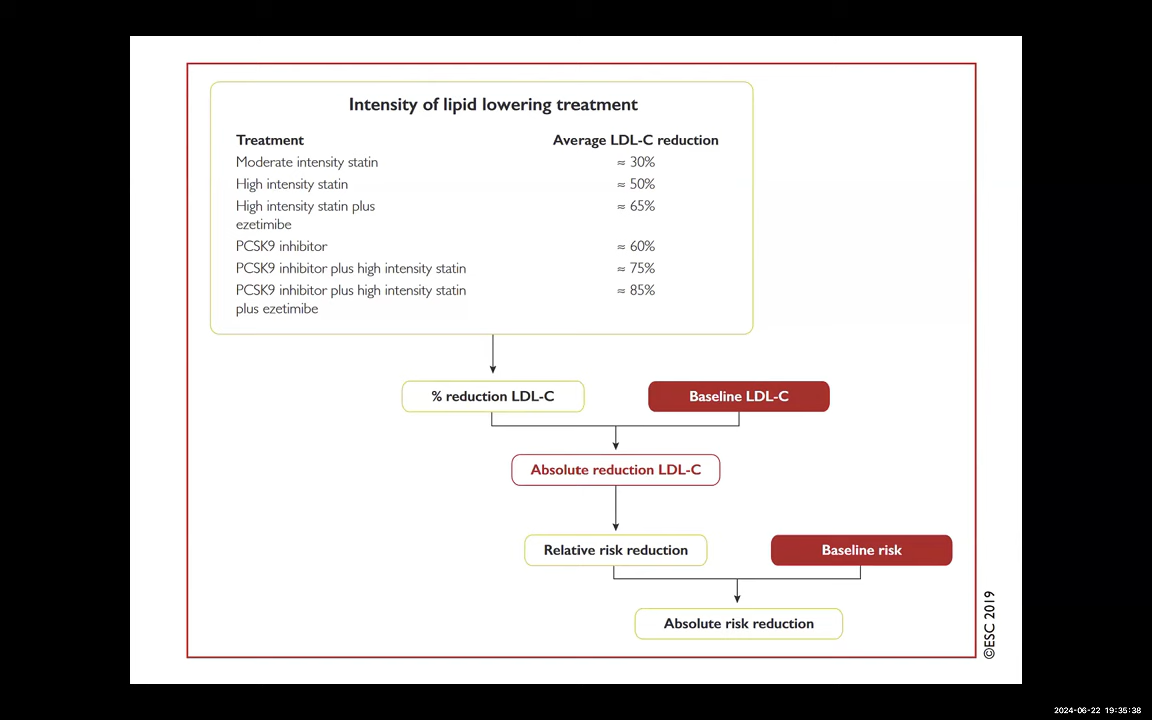 Intensity of lipid lowering treatment
Treatment Average LDL-C reduction
Moderate intensity statin ≈ 30%
High intensity statin ≈ 50%
High intensity statin plus ≈ 65%
ezetimibe
PCSK9 inhibitor ≈ 60%
PCSK9 inhibitor plus high intensity statin ≈ 75%
PCSK9 inhibitor plus high intensity statin ≈ 85%
plus ezetimibe
% reduction LDL-C Baseline LDL-C
Absolute reduction LDL-C
Relative risk reduction Baseline risk
Absolute risk reduction
©ESC 2019
2024-06-22 19:35:38